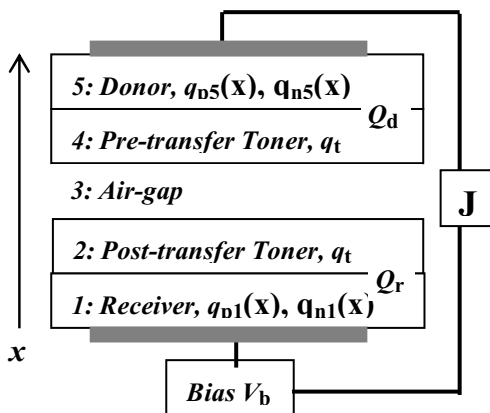 5: Donor, qp5(x), qn5(x)
Qd
4: Pre-transfer Toner, qt
3: Air-gap
J
2: Post-transfer Toner, qt
Qr
1: Receiver, qp1(x), qn1(x)
x
Bias Vb